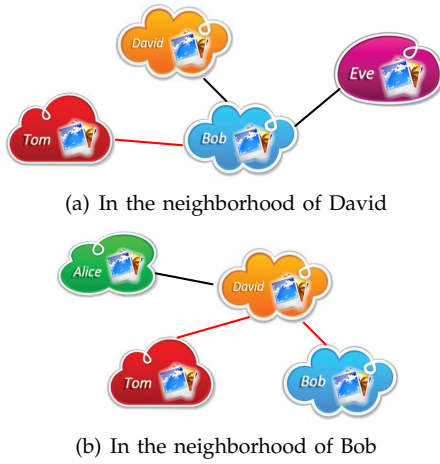 David
Eve
Tom
Bob
(a) In the neighborhood of David
Alice
David
Tom
Bob
(b) In the neighborhood of Bob